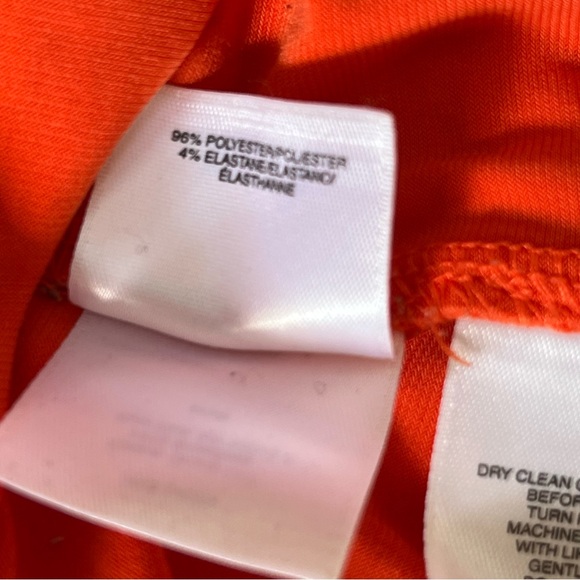 96% POLYESTER/POLIESTER
4% ELASTANE/ELASTANO/
ÉLASTHANNE
DRY CLEAN
BEFOR
TURN
MACHINE
WITH LI
GENT